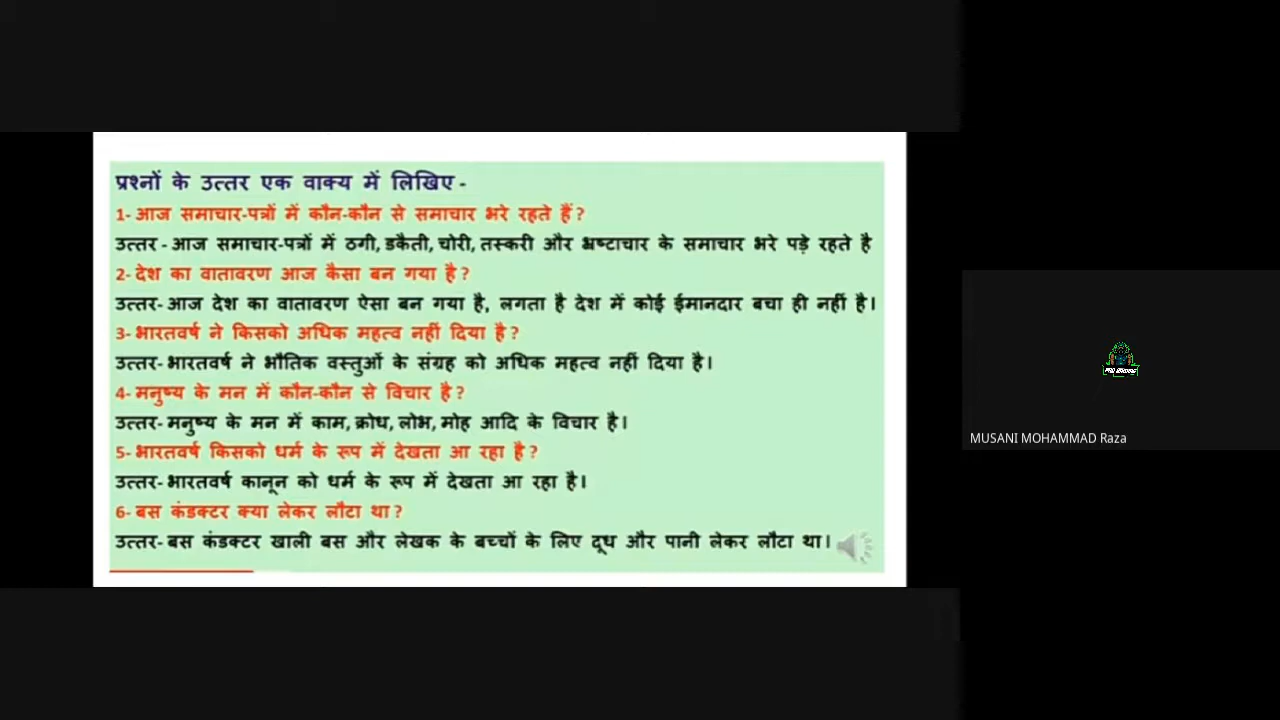 प्रश्नों के उत्तर एक वाक्य में लिखिए -
1- आज समाचार-पत्रों में कौन-कौन से समाचार भरे रहते हैं?
उत्तर - आज समाचार-पत्रों में ठगी, डकैती, चोरी, तस्करी और भ्रष्टाचार के समाचार भरे पड़े रहते है
2- देश का वातावरण आज कैसा बन गया है?
उत्तर- आज देश का वातावरण ऐसा बन गया है, लगता है देश में कोई ईमानदार बचा ही नहीं है।
3- भारतवर्ष ने किसको अधिक महत्व नहीं दिया है?
उत्तर- भारतवर्ष ने भौतिक वस्तुओं के संग्रह को अधिक महत्व नहीं दिया है।
4- मनुष्य के मन में कौन-कौन से विचार है?
उत्तर- मनुष्य के मन में काम, क्रोध, लोभ, मोह आदि के विचार है।
5- भारतवर्ष किसको धर्म के रूप में देखता आ रहा है?
उत्तर- भारतवर्ष कानून को धर्म के रूप में देखता आ रहा है।
6- बस कंडक्टर क्या लेकर लौटा था?
उत्तर- बस कंडक्टर खाली बस और लेखक के बच्चों के लिए दूध और पानी लेकर लौटा था।
MUSANI MOHAMMAD Raza